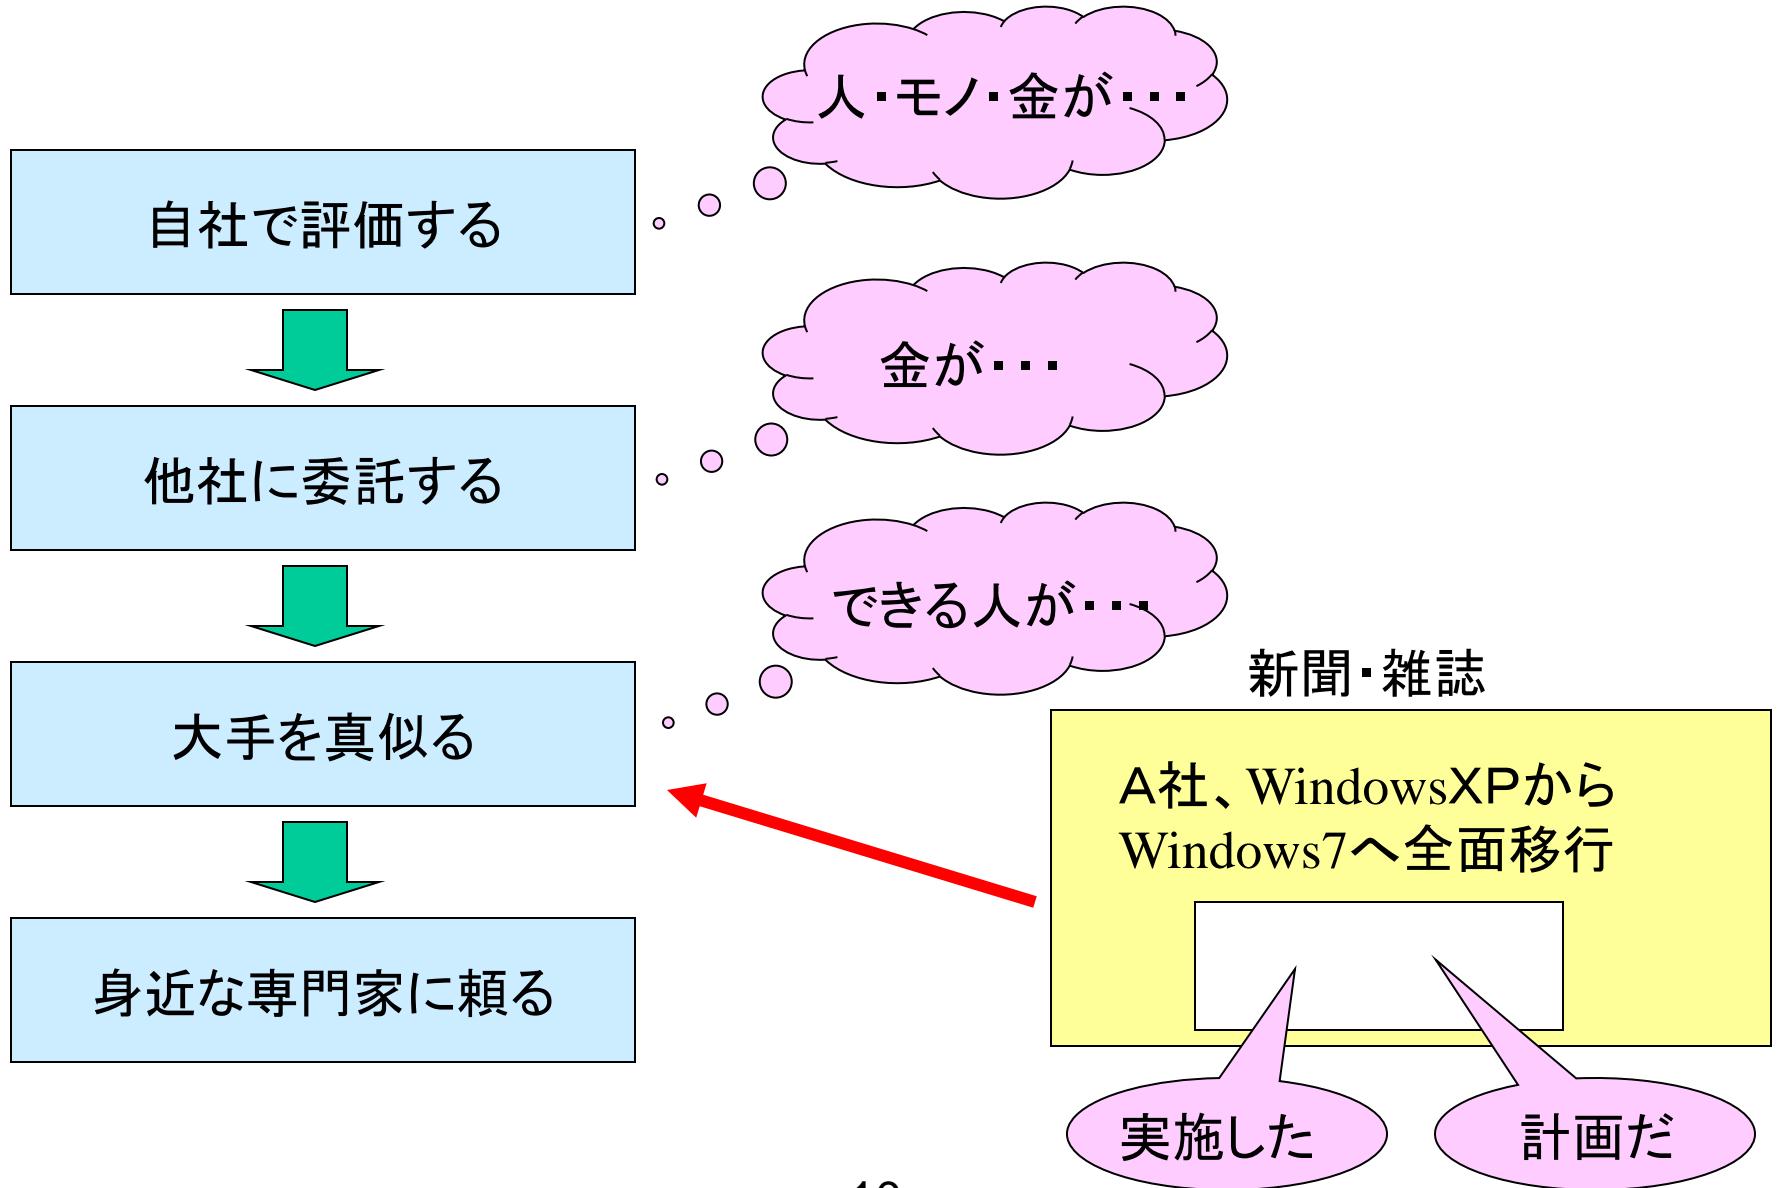 人・モノ・金が・・・
自社で評価する
金が・・・
他社に委託する
できる人が・・・
大手を真似る
新聞・雑誌
A社、WindowsXPから
Windows7へ全面移行
身近な専門家に頼る
実施した
計画だ